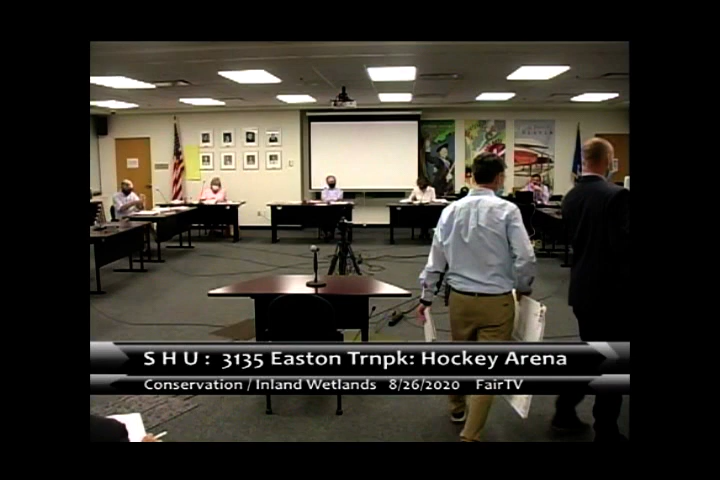 S H U :  3135 Easton Trnpk: Hockey Arena
Conservation / Inland Wetlands   8/26/2020   FairTV